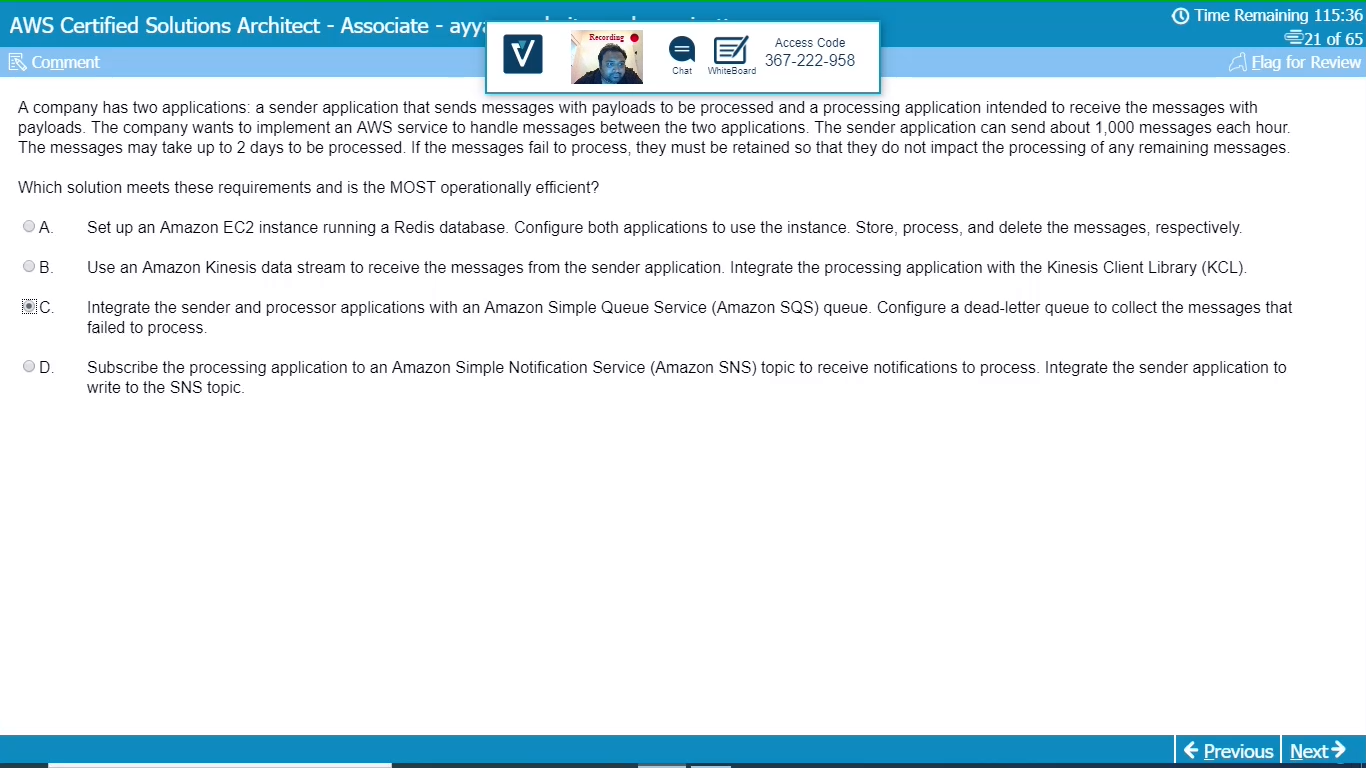 AWS Certified Solutions Architect - Associate - ayya
Time Remaining 115:36
21 of 65
Comment
Flag for Review
Recording
V
Chat
WhiteBoard
Access Code
367-222-958
A company has two applications: a sender application that sends messages with payloads to be processed and a processing application intended to receive the messages with
payloads. The company wants to implement an AWS service to handle messages between the two applications. The sender application can send about 1,000 messages each hour.
The messages may take up to 2 days to be processed. If the messages fail to process, they must be retained so that they do not impact the processing of any remaining messages.
Which solution meets these requirements and is the MOST operationally efficient?
A. Set up an Amazon EC2 instance running a Redis database. Configure both applications to use the instance. Store, process, and delete the messages, respectively.
B. Use an Amazon Kinesis data stream to receive the messages from the sender application. Integrate the processing application with the Kinesis Client Library (KCL).
C. Integrate the sender and processor applications with an Amazon Simple Queue Service (Amazon SQS) queue. Configure a dead-letter queue to collect the messages that
failed to process.
D. Subscribe the processing application to an Amazon Simple Notification Service (Amazon SNS) topic to receive notifications to process. Integrate the sender application to
write to the SNS topic.
Previous
Next